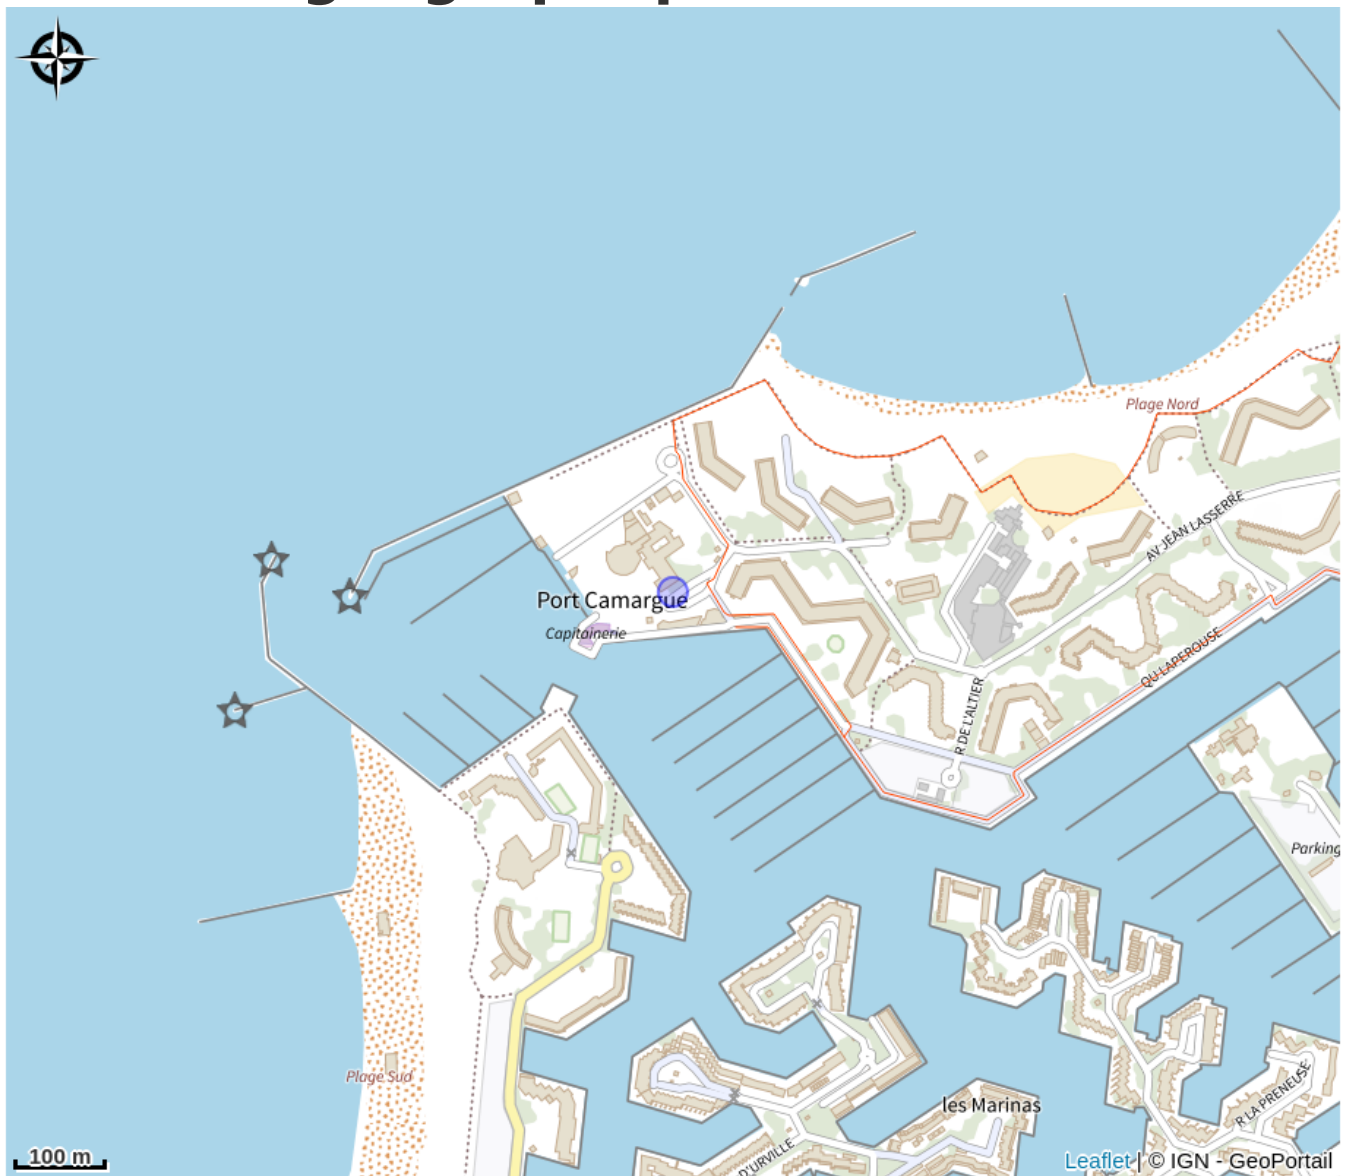 Plage Nord
AV JEAN LASSERRE
Port Camargue
Capitainerie
QU LAPEROUSE
R DE L'ALTIER
Parking
Plage Sud
les Marinas
R LA PRENEUSE
D'URVILLE
100 m
Leaflet | © IGN - GeoPortail